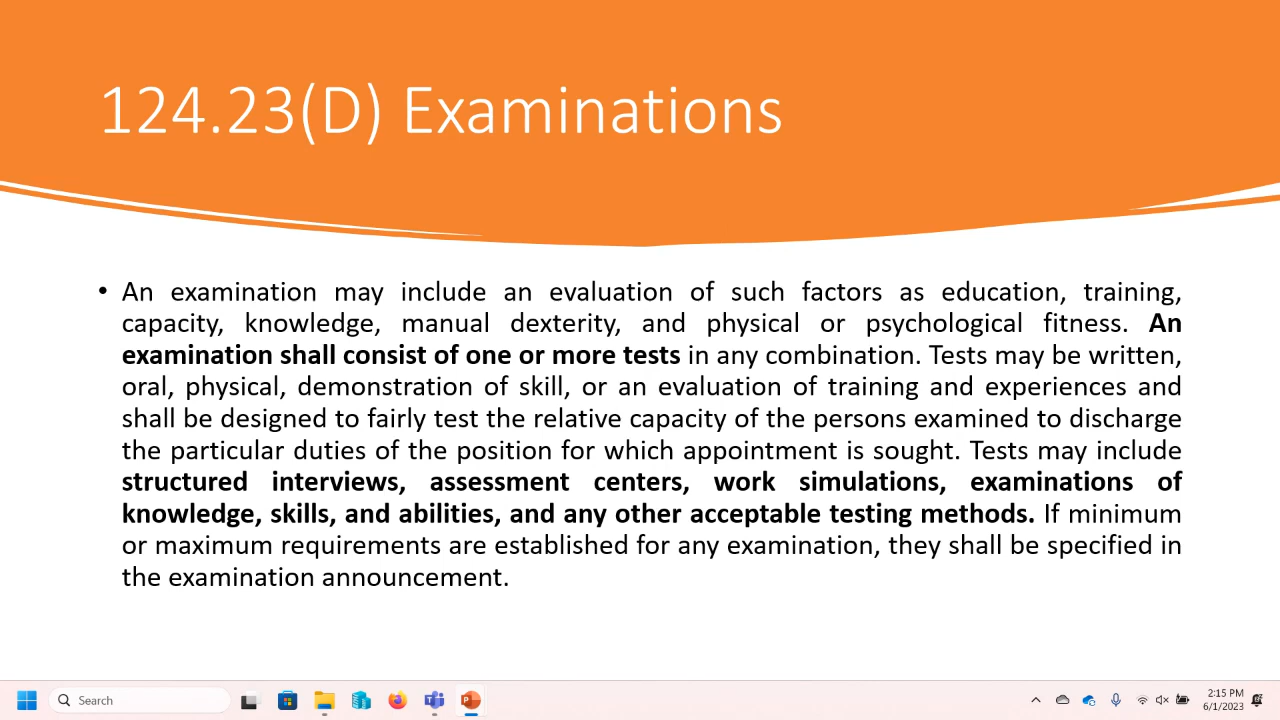 124.23(D) Examinations
• An examination may include an evaluation of such factors as education, training,
capacity, knowledge, manual dexterity, and physical or psychological fitness. An
examination shall consist of one or more tests in any combination. Tests may be written,
oral, physical, demonstration of skill, or an evaluation of training and experiences and
shall be designed to fairly test the relative capacity of the persons examined to discharge
the particular duties of the position for which appointment is sought. Tests may include
structured interviews, assessment centers, work simulations, examinations of
knowledge, skills, and abilities, and any other acceptable testing methods. If minimum
or maximum requirements are established for any examination, they shall be specified in
the examination announcement.
Search
2:15 PM
6/1/2023